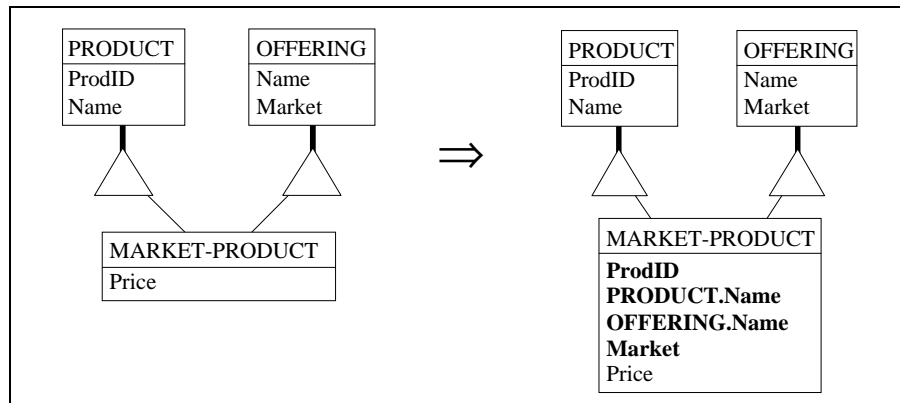 PRODUCT
ProdID
Name
OFFERING
Name
Market
MARKET-PRODUCT
Price
⇒
PRODUCT
ProdID
Name
OFFERING
Name
Market
MARKET-PRODUCT
ProdID
PRODUCT.Name
OFFERING.Name
Market
Price